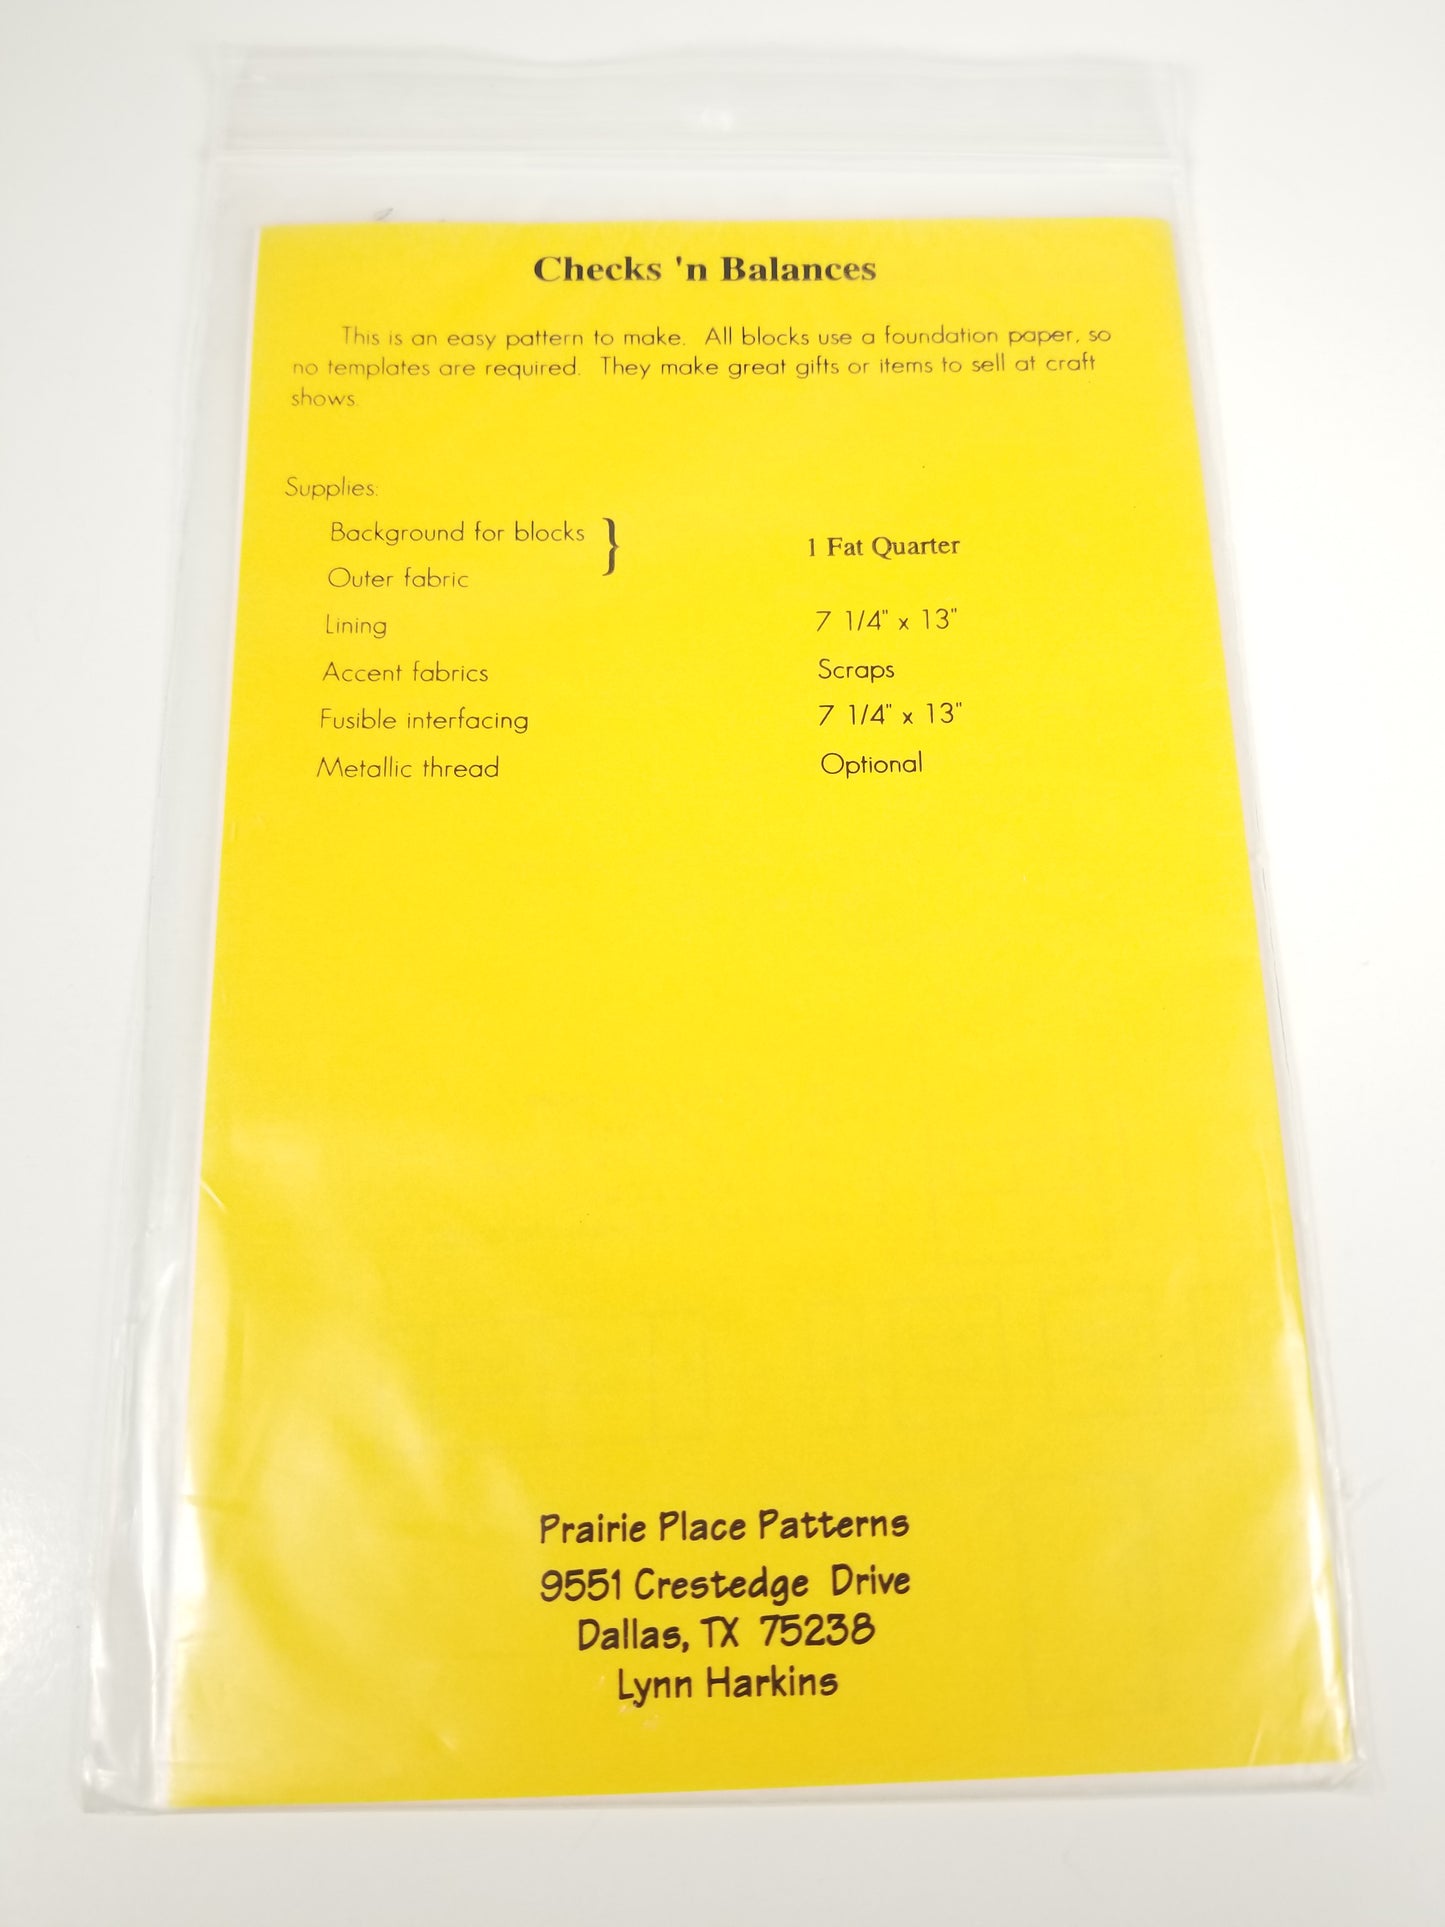 Checks 'n Balances
This is an easy pattern to make. All blocks use a foundation paper, so
no templates are required. They make great gifts or items to sell at craft
shows.
Supplies:
Background for blocks }
Outer fabric
1 Fat Quarter
Lining 7 1/4" x 13"
Accent fabrics Scraps
Fusible interfacing 7 1/4" x 13"
Metallic thread Optional
Prairie Place Patterns
9551 Crestedge Drive
Dallas, TX 75238
Lynn Harkins